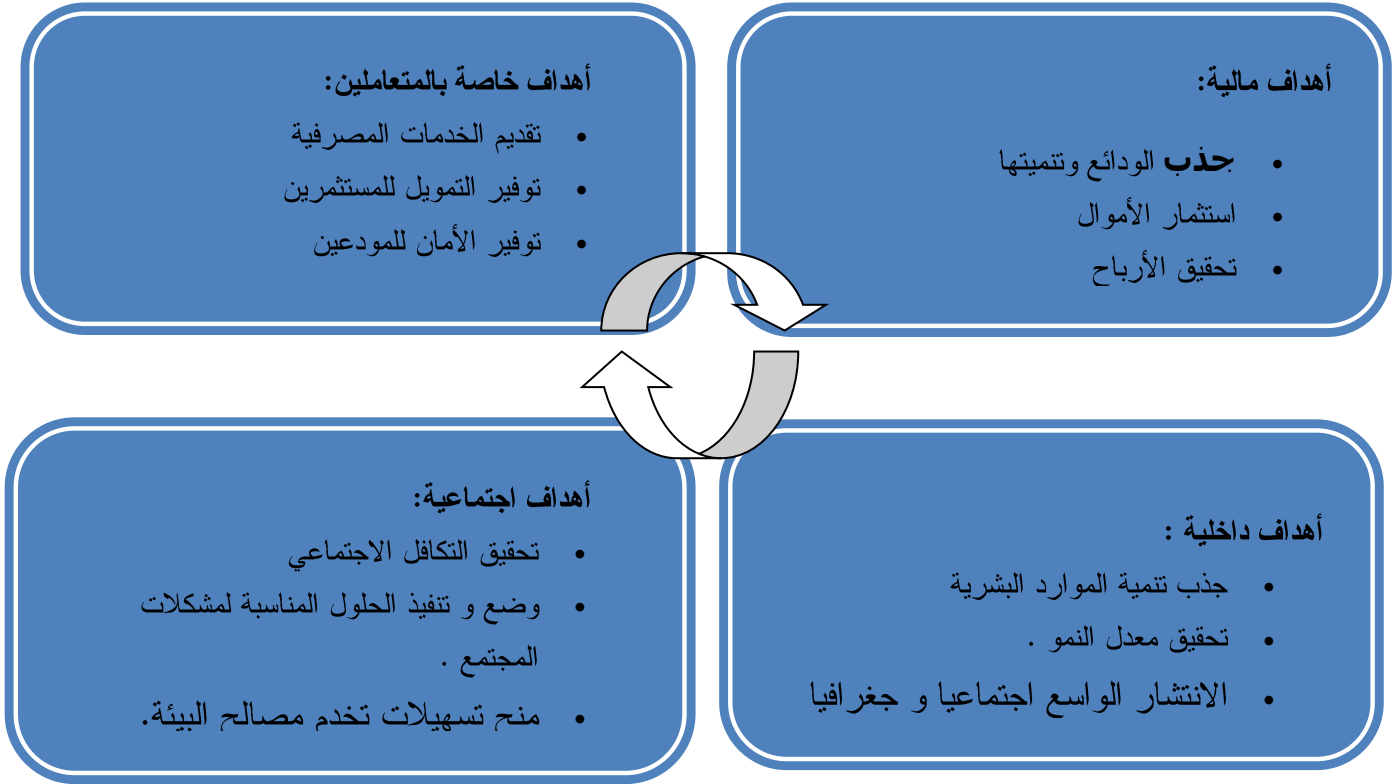 أهداف مالية:
• جذب الودائع وتنميتها
• استثمار الأموال
• تحقيق الأرباح
أهداف خاصة بالمتعاملين:
• تقديم الخدمات المصرفية
• توفير التمويل للمستثمرين
• توفير الأمان للمودعين
أهداف داخلية :
• جذب تنمية الموارد البشرية
• تحقيق معدل النمو .
• الانتشار الواسع اجتماعيا و جغرافيا
أهداف اجتماعية:
• تحقيق التكافل الاجتماعي
• وضع و تنفيذ الحلول المناسبة لمشكلات
المجتمع .
• منح تسهيلات تخدم مصالح البيئة.